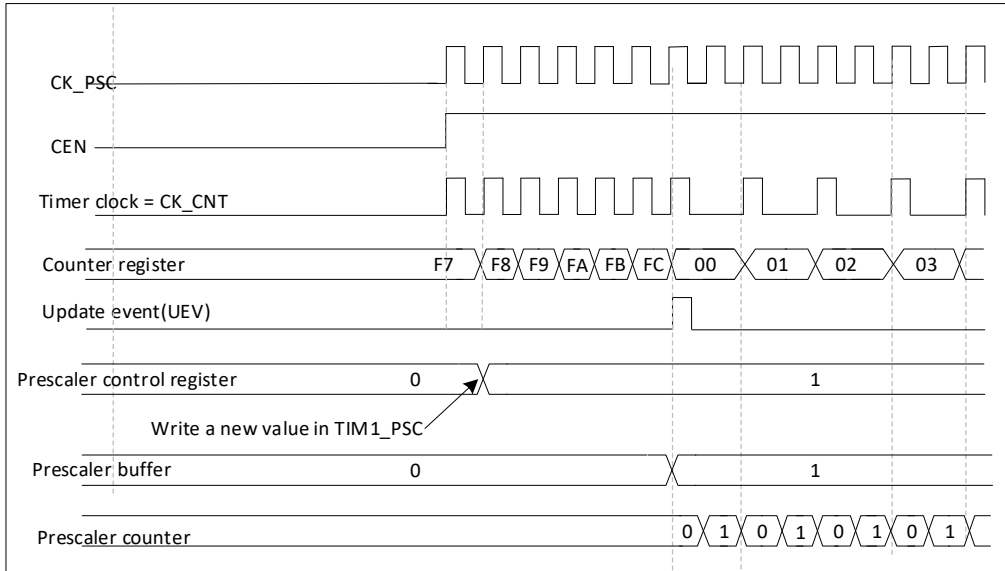 CK_PSC
CEN
Timer clock = CK_CNT
Counter register F7 F8 F9 FA FB FC 00 01 02 03
Update event(UEV)
Prescaler control register 0 1
Write a new value in TIM1_PSC
Prescaler buffer 0 1
Prescaler counter 0 1 0 1 0 1 0 1